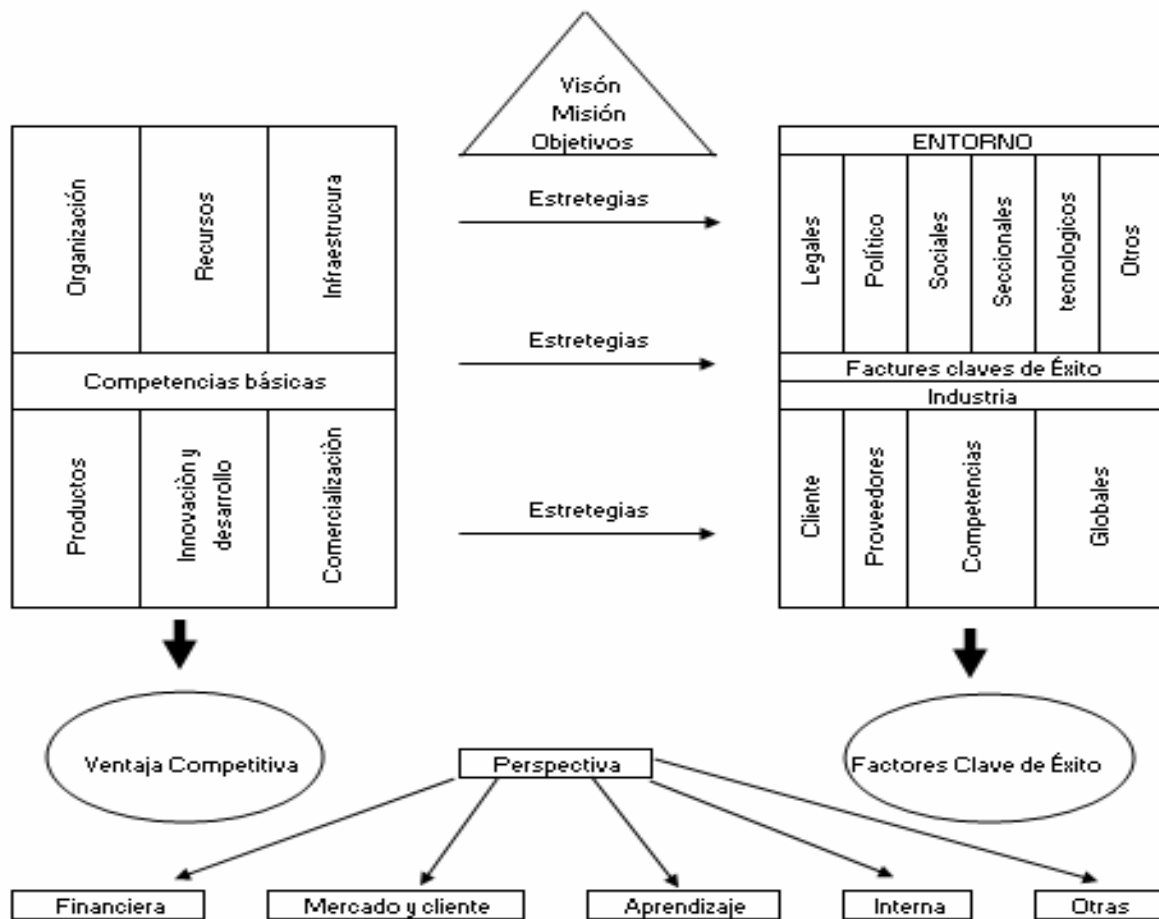 Visón
Misión
Objetivos
Organización
Recursos
Infraestrucura
Competencias básicas
Productos
Innovaciòn y
desarrollo
Comercializaciòn
Estretegias
Estretegias
Estretegias
ENTORNO
Legales
Político
Sociales
Seccionales
tecnologicos
Otros
Factures claves de Éxito
Industria
Cliente
Proveedores
Competencias
Globales
Ventaja Competitiva
Perspectiva
Factores Clave de Éxito
Financiera
Mercado y cliente
Aprendizaje
Interna
Otras